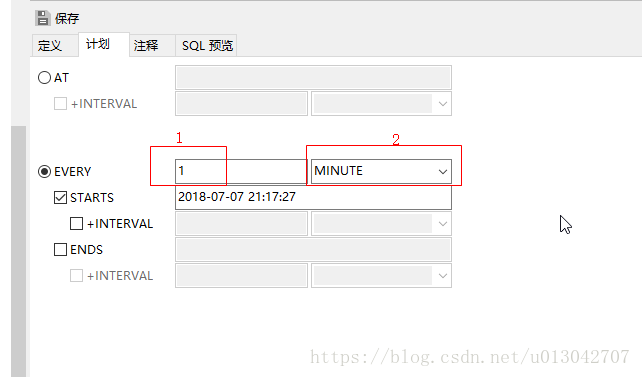 保存
定义 计划 注释 SQL 预览
AT
+INTERVAL
1 2
EVERY 1 MINUTE
STARTS 2018-07-07 21:17:27
+INTERVAL
ENDS
+INTERVAL
https://blog.csdn.net/u013042707